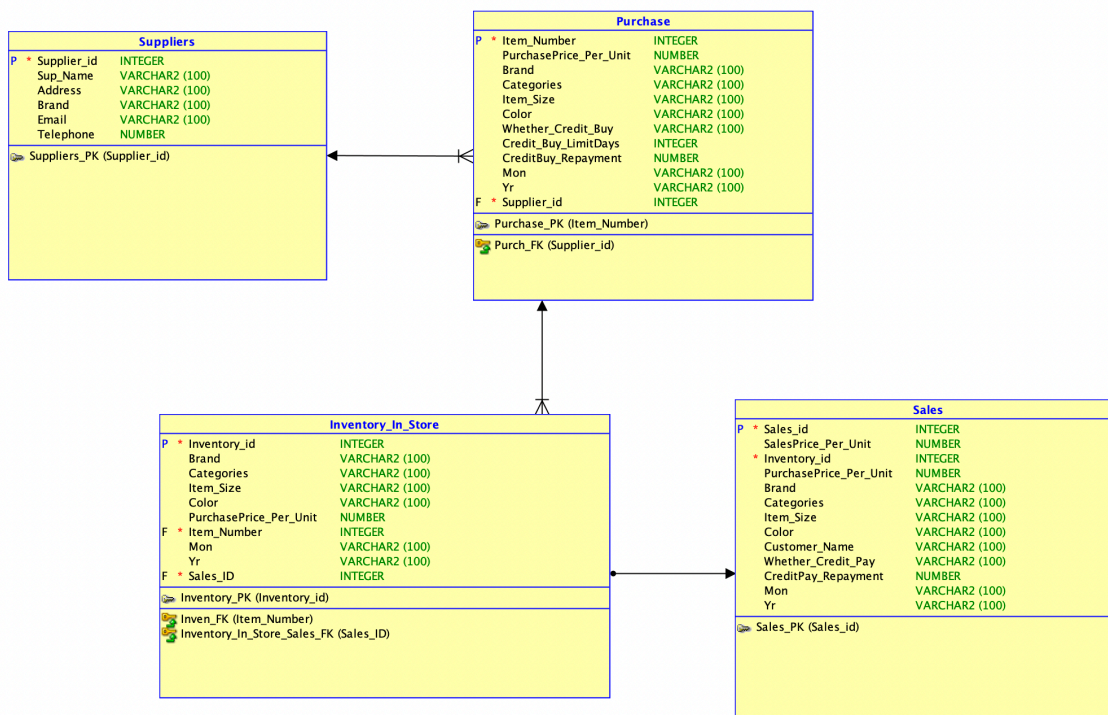 Suppliers
P * Supplier_id INTEGER
Sup_Name VARCHAR2 (100)
Address VARCHAR2 (100)
Brand VARCHAR2 (100)
Email VARCHAR2 (100)
Telephone NUMBER
Suppliers_PK (Supplier_id)
Purchase
P * Item_Number INTEGER
PurchasePrice_Per_Unit NUMBER
Brand VARCHAR2 (100)
Categories VARCHAR2 (100)
Item_Size VARCHAR2 (100)
Color VARCHAR2 (100)
Whether_Credit_Buy VARCHAR2 (100)
Credit_Buy_LimitDays INTEGER
CreditBuy_Repayment NUMBER
Mon VARCHAR2 (100)
Yr VARCHAR2 (100)
F * Supplier_id INTEGER
Purchase_PK (Item_Number)
Purch_FK (Supplier_id)
Inventory_In_Store
P * Inventory_id INTEGER
Brand VARCHAR2 (100)
Categories VARCHAR2 (100)
Item_Size VARCHAR2 (100)
Color VARCHAR2 (100)
PurchasePrice_Per_Unit NUMBER
F * Item_Number INTEGER
Mon VARCHAR2 (100)
Yr VARCHAR2 (100)
F * Sales_ID INTEGER
Inventory_PK (Inventory_id)
Inven_FK (Item_Number)
Inventory_In_Store_Sales_FK (Sales_ID)
Sales
P * Sales_id INTEGER
SalesPrice_Per_Unit NUMBER
* Inventory_id INTEGER
PurchasePrice_Per_Unit NUMBER
Brand VARCHAR2 (100)
Categories VARCHAR2 (100)
Item_Size VARCHAR2 (100)
Color VARCHAR2 (100)
Customer_Name VARCHAR2 (100)
Whether_Credit_Pay VARCHAR2 (100)
CreditPay_Repayment NUMBER
Mon VARCHAR2 (100)
Yr VARCHAR2 (100)
Sales_PK (Sales_id)